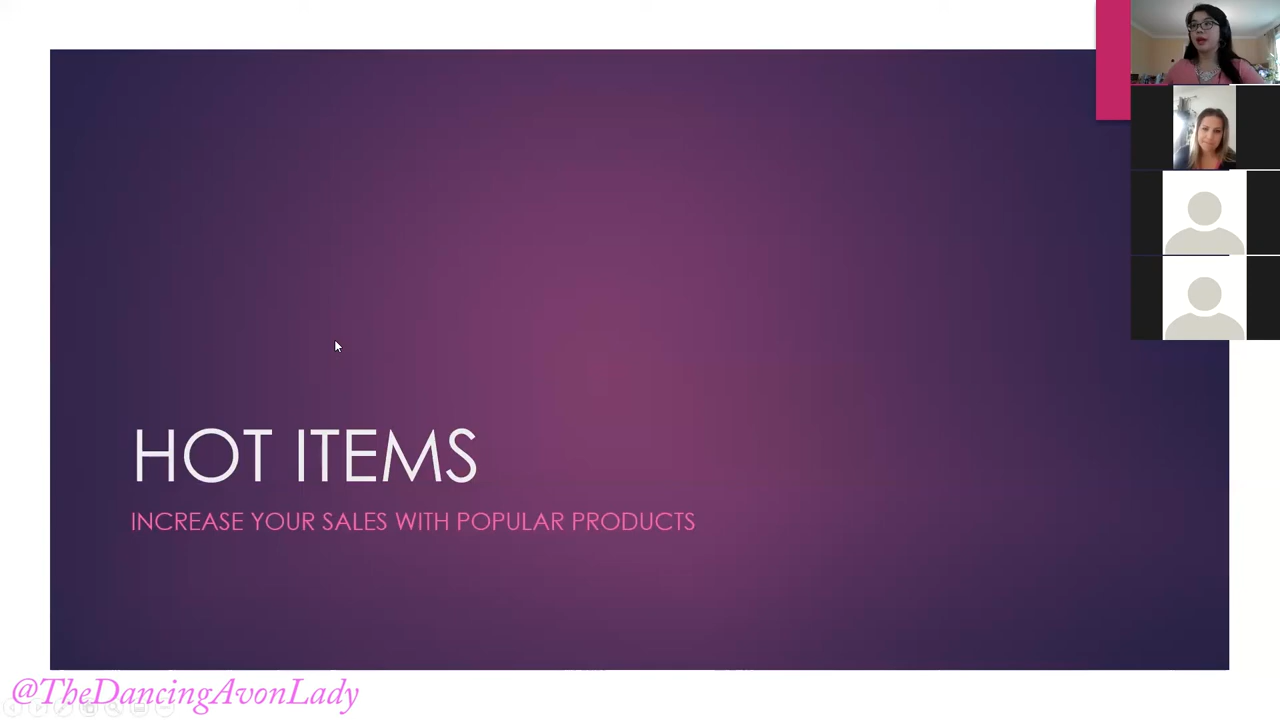 HOT ITEMS
INCREASE YOUR SALES WITH POPULAR PRODUCTS
@TheDancingAvonLady